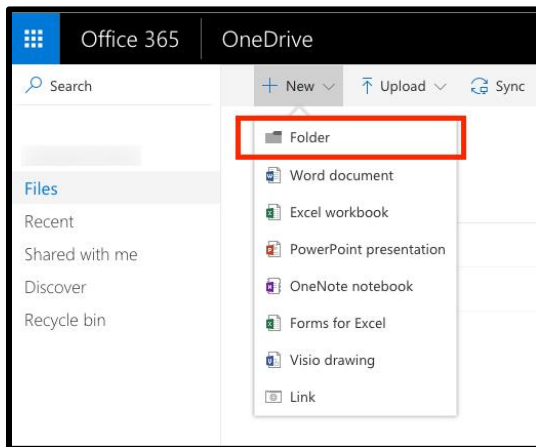 Office 365 OneDrive
Search
New Upload Sync
Folder
Word document
Files
Excel workbook
Recent
PowerPoint presentation
Shared with me
OneNote notebook
Discover
Forms for Excel
Recycle bin
Visio drawing
Link